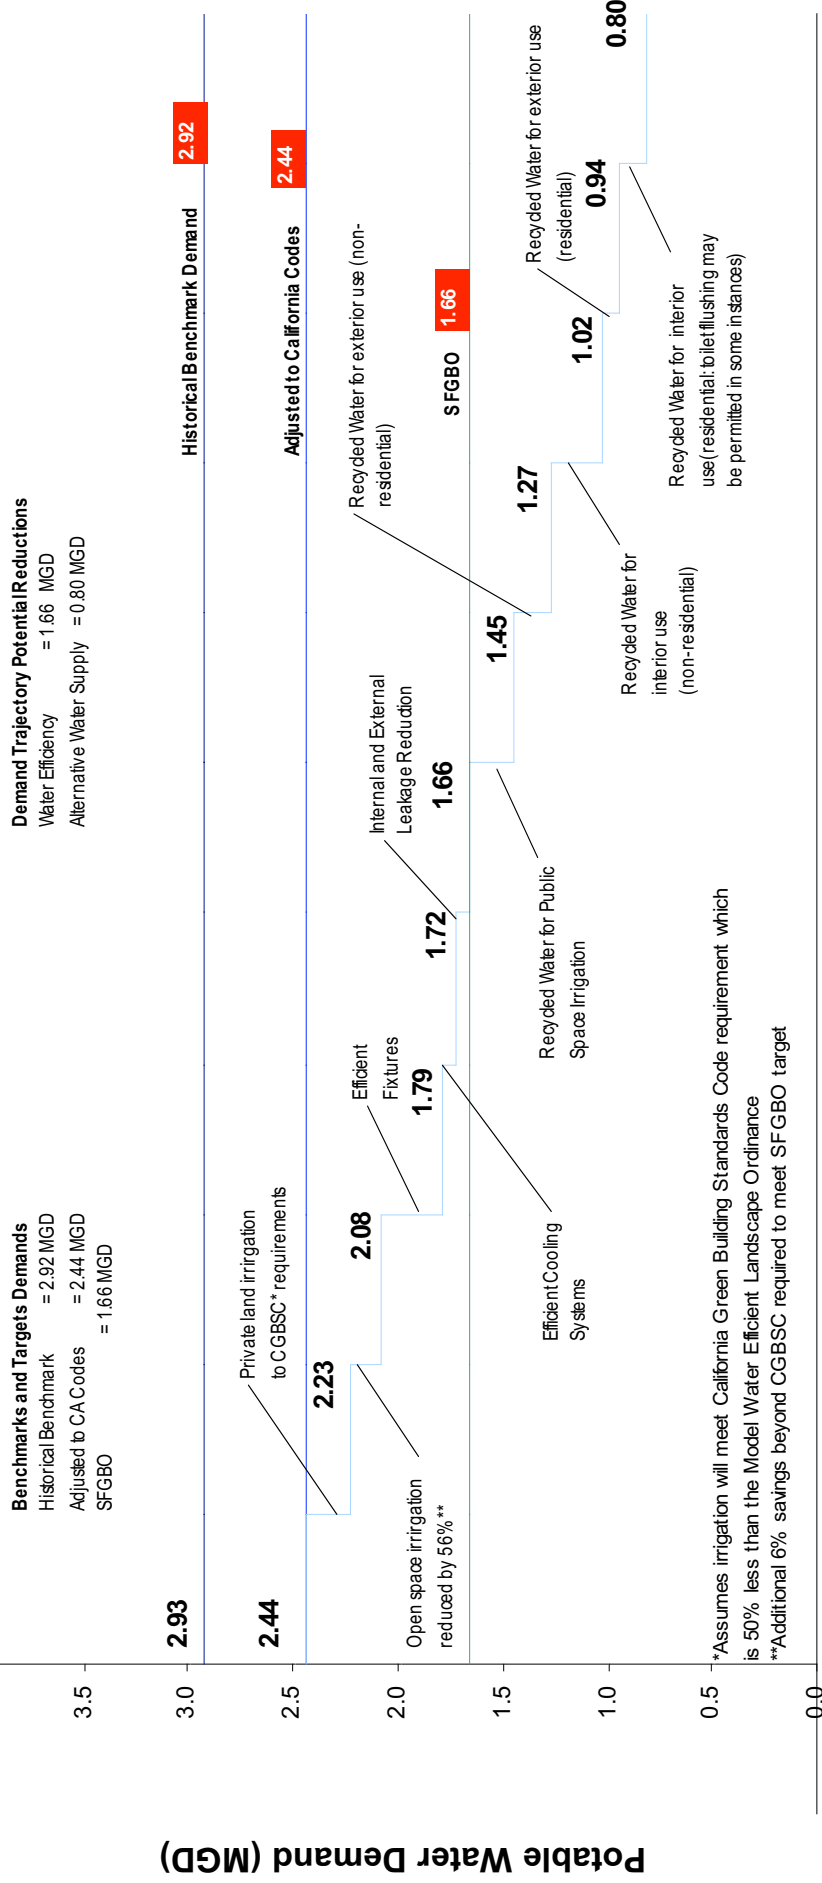 Benchmarks and Targets Demands
Historical Benchmark = 2.92 MGD
Adjusted to CA Codes = 2.44 MGD
SFGBO = 1.66 MGD
Demand Trajectory Potential Reductions
Water Efficiency = 1.66 MGD
Alternative Water Supply = 0.80 MGD
Potable Water Demand (MGD)
3.5
3.0
2.5
2.0
1.5
1.0
0.5
0.0
2.93
Historical Benchmark Demand
2.92
2.44
Adjusted to California Codes
2.44
Private land irrigation
to CGBSC* requirements
2.23
Open space irrigation
reduced by 56%**
2.08
Efficient
Fixtures
1.79
Efficient Cooling
Systems
1.72
Internal and External
Leakage Reduction
1.66
SFGBO
1.66
Recycled Water for Public
Space Irrigation
1.45
Recycled Water for exterior use (non-
residential)
1.27
Recycled Water for
interior use
(non-residential)
1.02
Recycled Water for exterior use
(residential)
0.94
Recycled Water for interior
use(residential: toilet flushing may
be permitted in some instances)
0.80
*Assumes irrigation will meet California Green Building Standards Code requirement which
is 50% less than the Model Water Efficient Landscape Ordinance
**Additional 6% savings beyond CGBSC required to meet SFGBO target